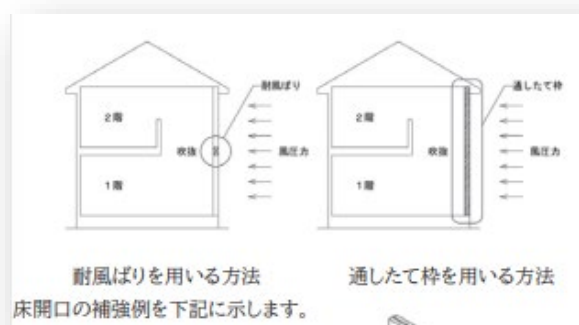 耐風ばり
2階
吹抜
風圧力
1階
通したて枠
2階
吹抜
風圧力
1階
耐風ばりを用いる方法
通したて枠を用いる方法
床開口の補強例を下記に示します。